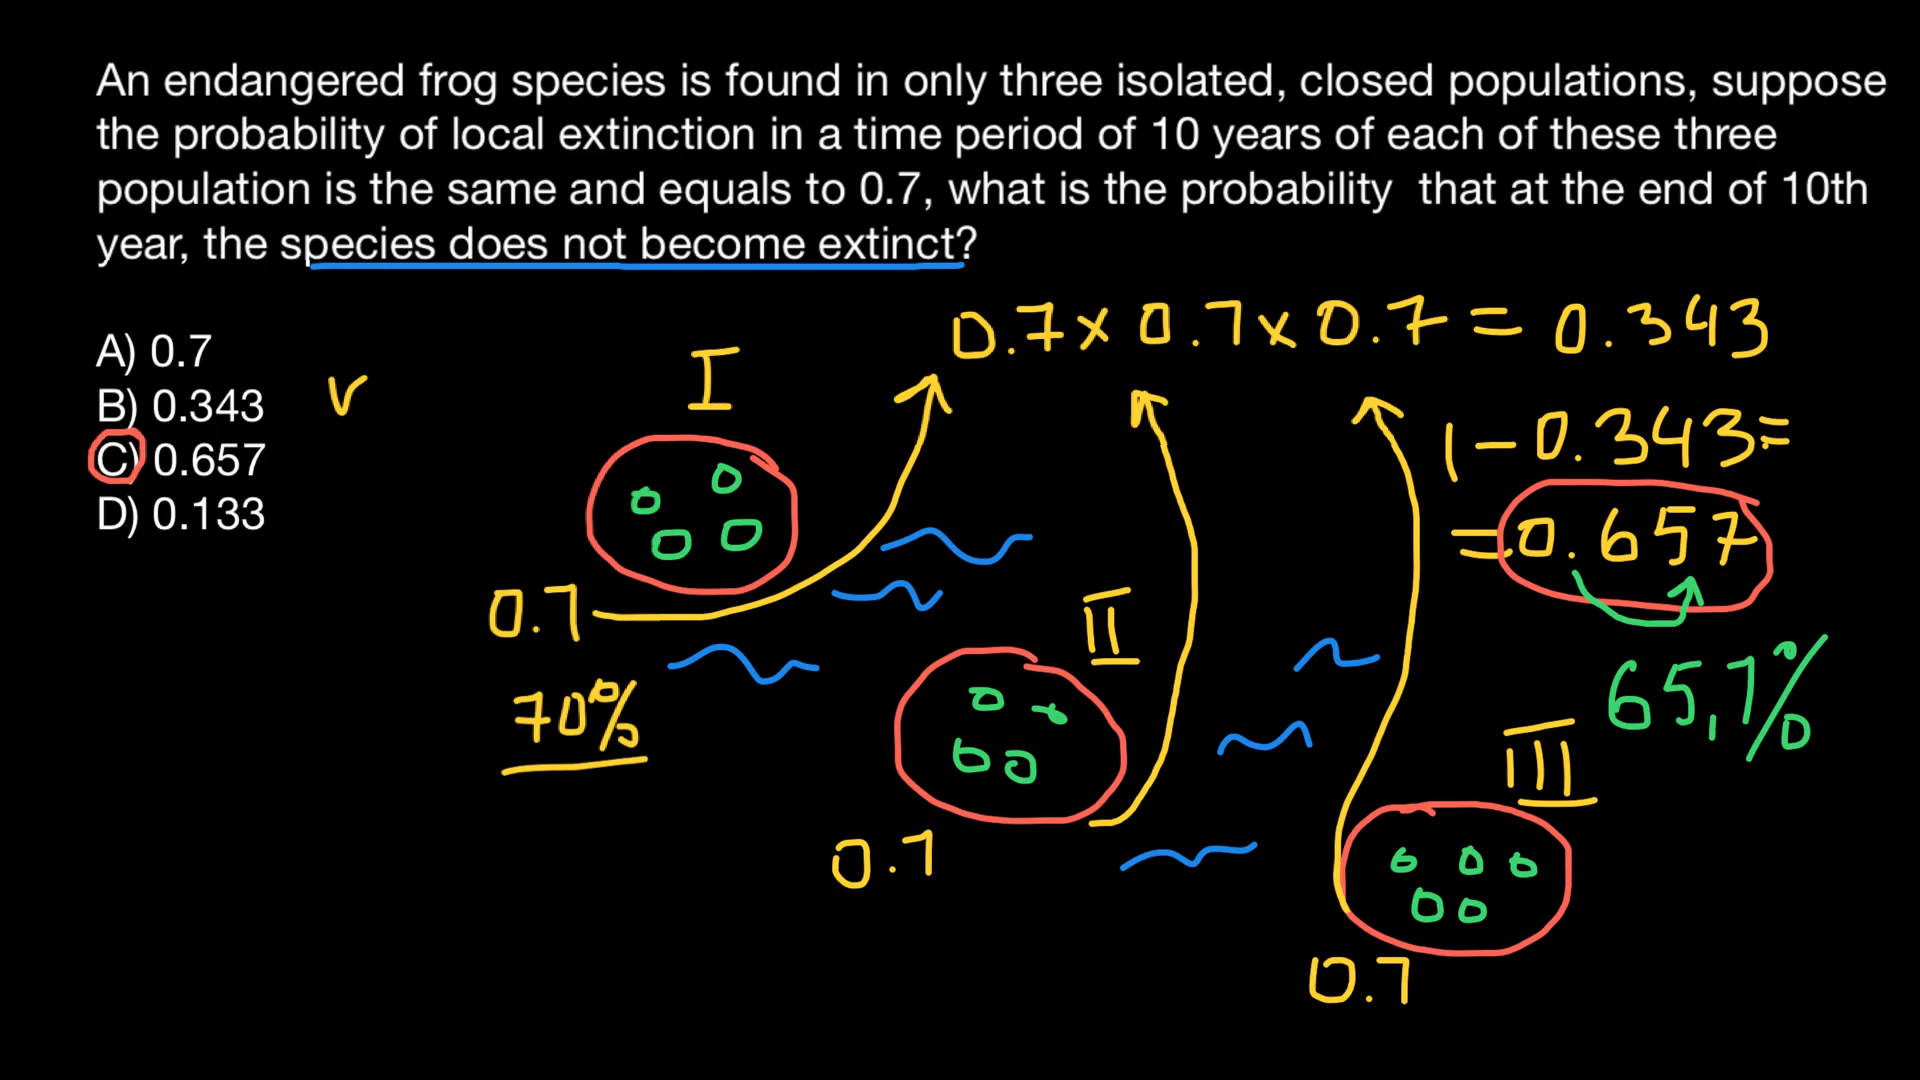 An endangered frog species is found in only three isolated, closed populations, suppose
the probability of local extinction in a time period of 10 years of each of these three
population is the same and equals to 0.7, what is the probability that at the end of 10th
year, the species does not become extinct?
0.7 x 0.7 x 0.7 = 0.343
A) 0.7
I
B) 0.343
1 - 0.343 =
C) 0.657
D) 0.133
= 0.657
0.7
II
70%
65,7%
III
0.7
0.7